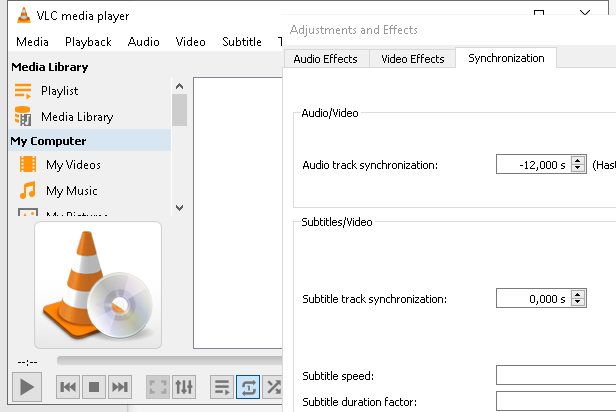 VLC media player
Media Playback Audio Video Subtitle
Media Library
Playlist
Media Library
My Computer
My Videos
My Music
My Pictures
--:--
Adjustments and Effects
Audio Effects Video Effects Synchronization
Audio/Video
Audio track synchronization: -12,000 s (Hast
Subtitles/Video
Subtitle track synchronization: 0,000 s
Subtitle speed:
Subtitle duration factor: